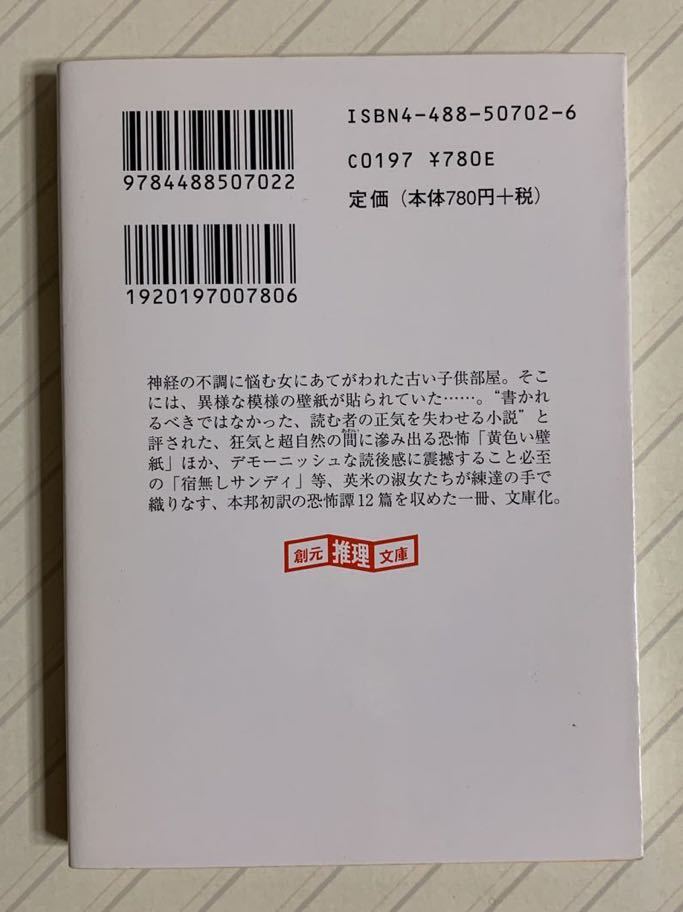 ISBN4-488-50702-6
9784488507022
C0197 ¥780E
定価（本体780円＋税）
1920197007806
神経の不調に悩む女にあてがわれた古い子供部屋。そこ
には、異様な模様の壁紙が貼られていた……。“書かれ
るべきではなかった、読む者の正気を失わせる小説”と
評された、狂気と超自然の間に滲み出る恐怖「黄色い壁
紙」ほか、デモーニッシュな読後感に震撼すること必至
の「宿無しサンディ」等、英米の淑女たちが練達の手で
織りなす、本邦初訳の恐怖譚12篇を収めた一冊、文庫化。
創元推理文庫